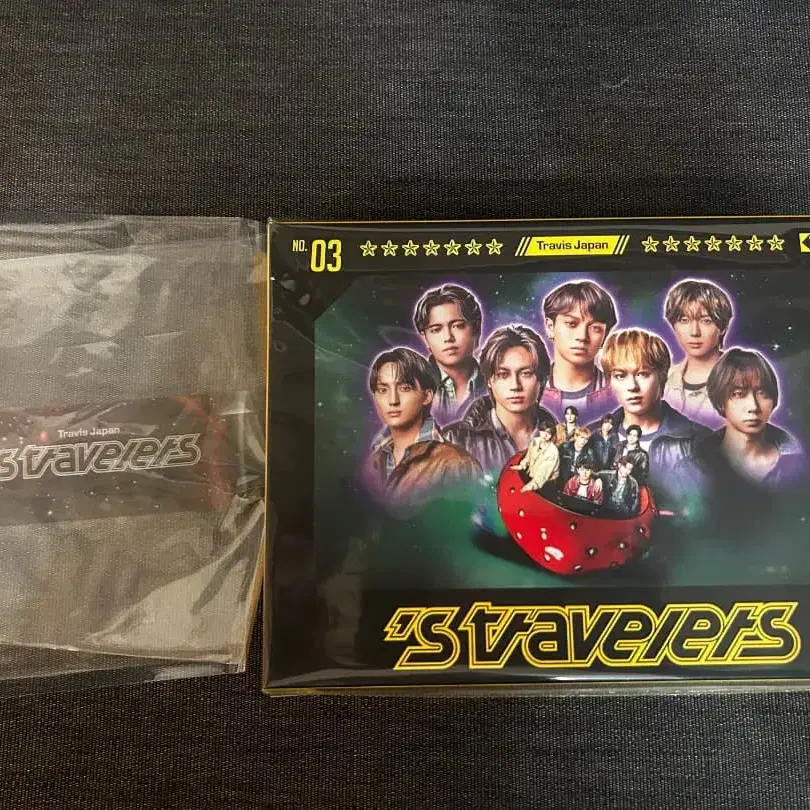 NO. 03 ☆☆☆☆☆☆☆ // Travis Japan // ☆☆☆☆☆☆☆
's travelers
Travis Japan
's travelers